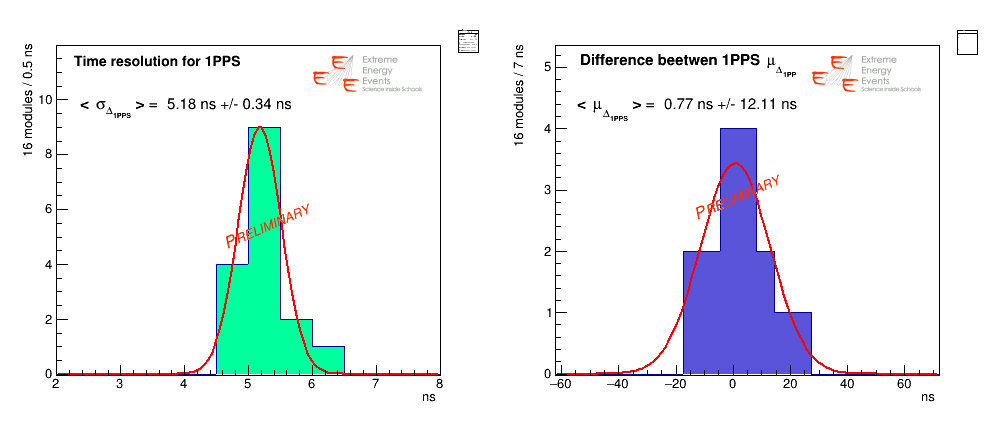 Time resolution for 1PPS
Extreme
Energy
Events
Science Inside Schools
< σΔ1PPS > = 5.18 ns +/- 0.34 ns
PRELIMINARY
16 modules / 0.5 ns
10
8
6
4
2
0
2 3 4 5 6 7 8
ns
Difference beetwen 1PPS μΔ1PP
Extreme
Energy
Events
Science Inside Schools
< μΔ1PPS > = 0.77 ns +/- 12.11 ns
PRELIMINARY
16 modules / 7 ns
5
4
3
2
1
0
−60 −40 −20 0 20 40 60
ns